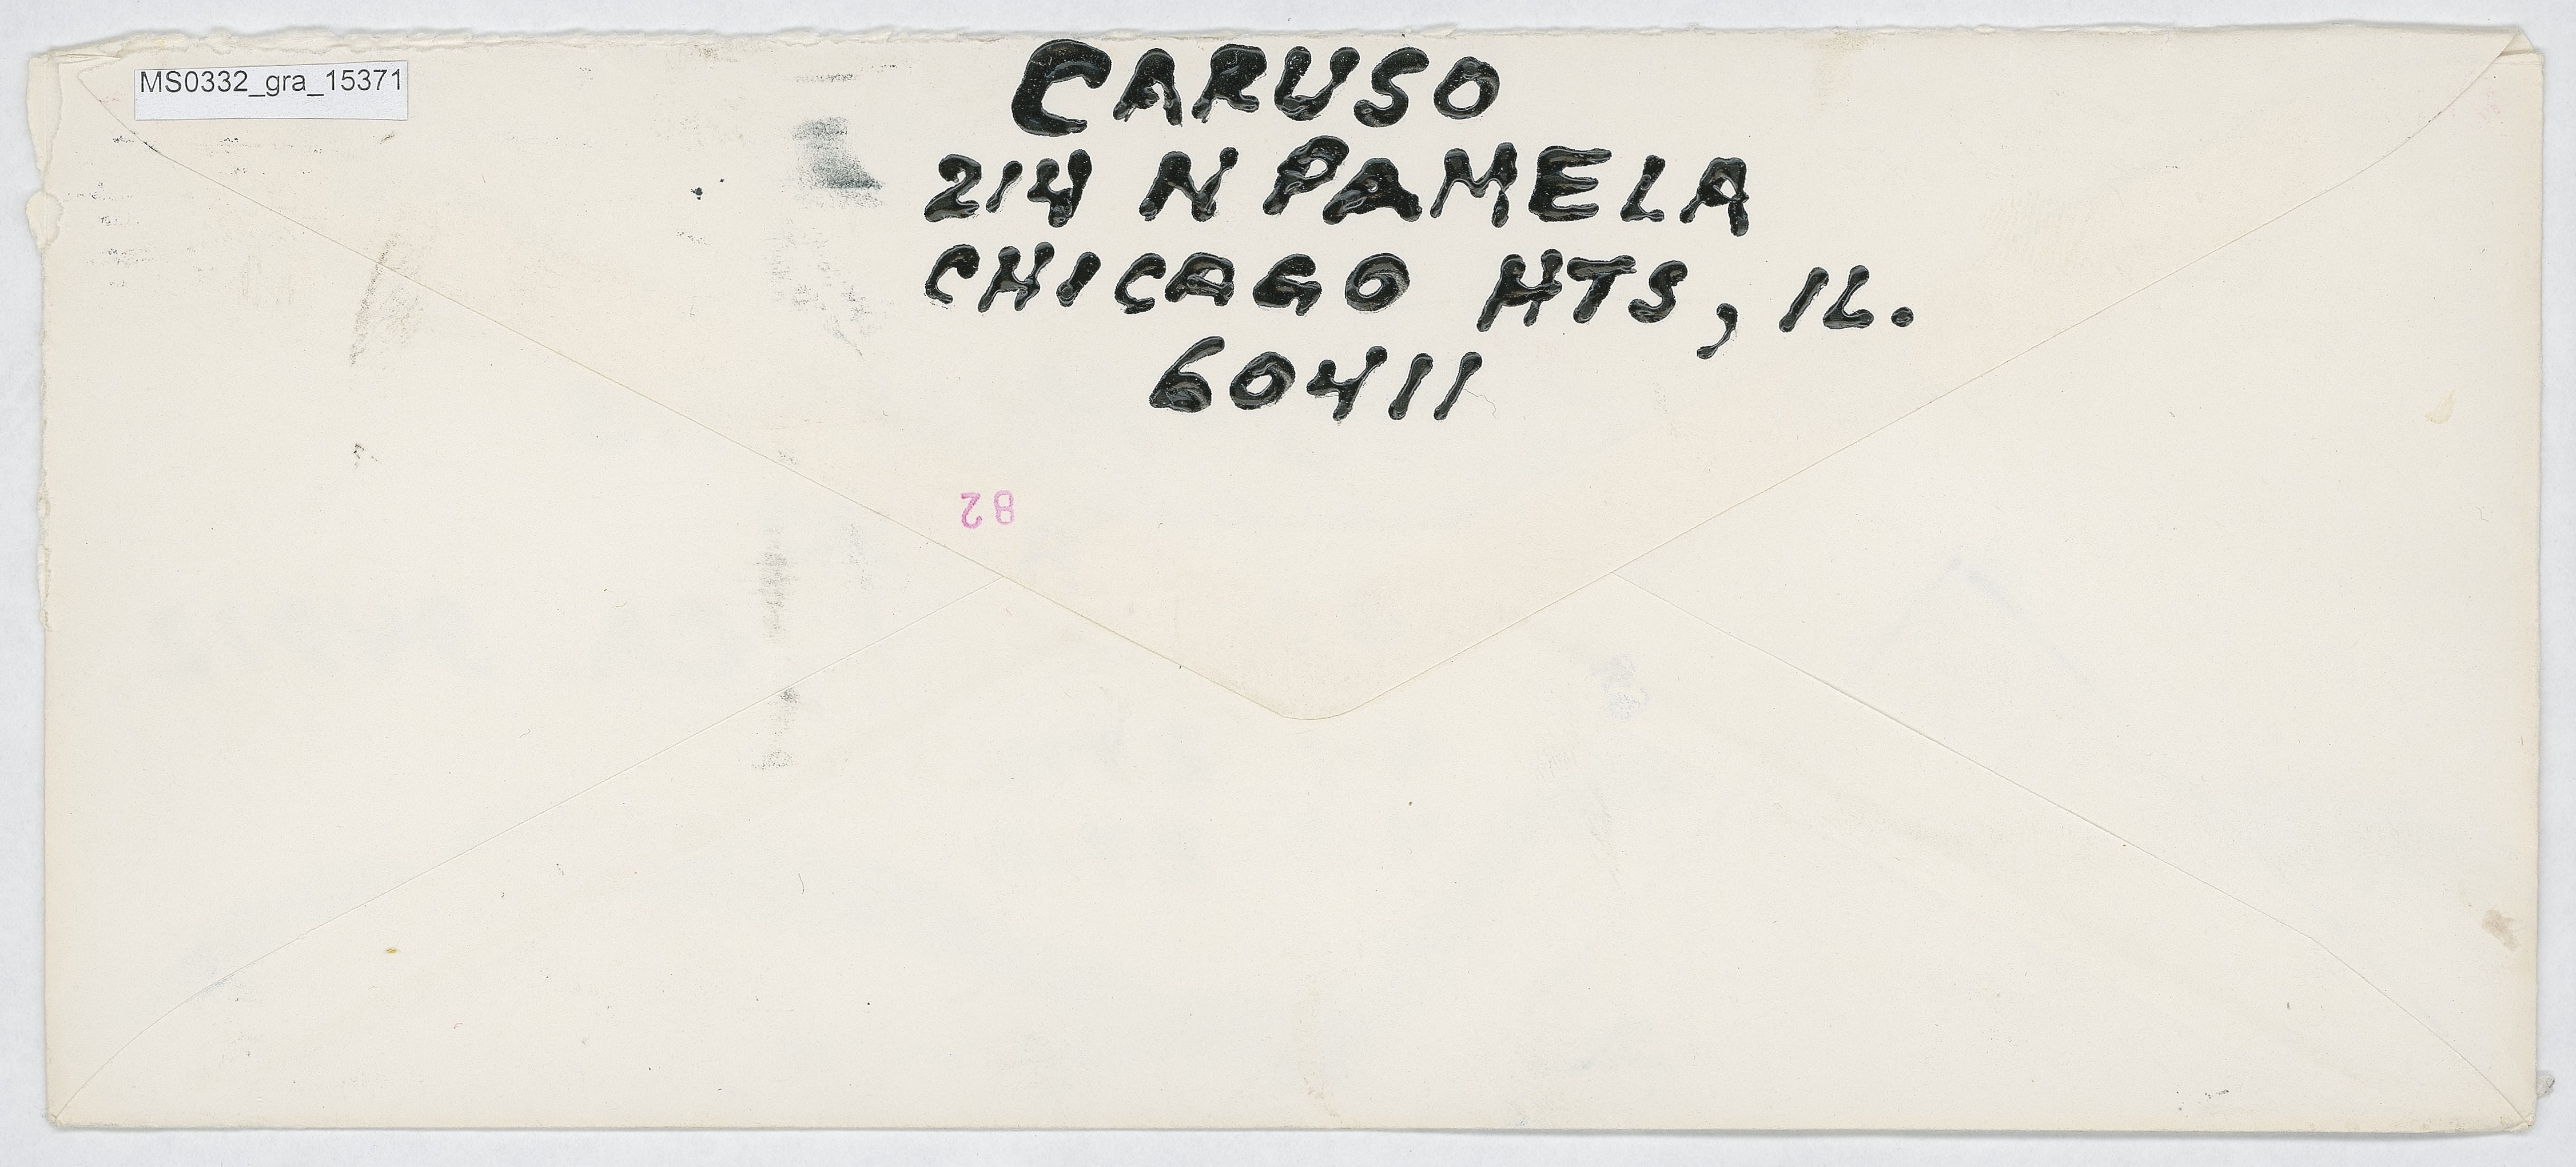 MS0332_gra_15371
CARUSO
214 N PAMELA
CHICAGO HTS, IL.
60411
82